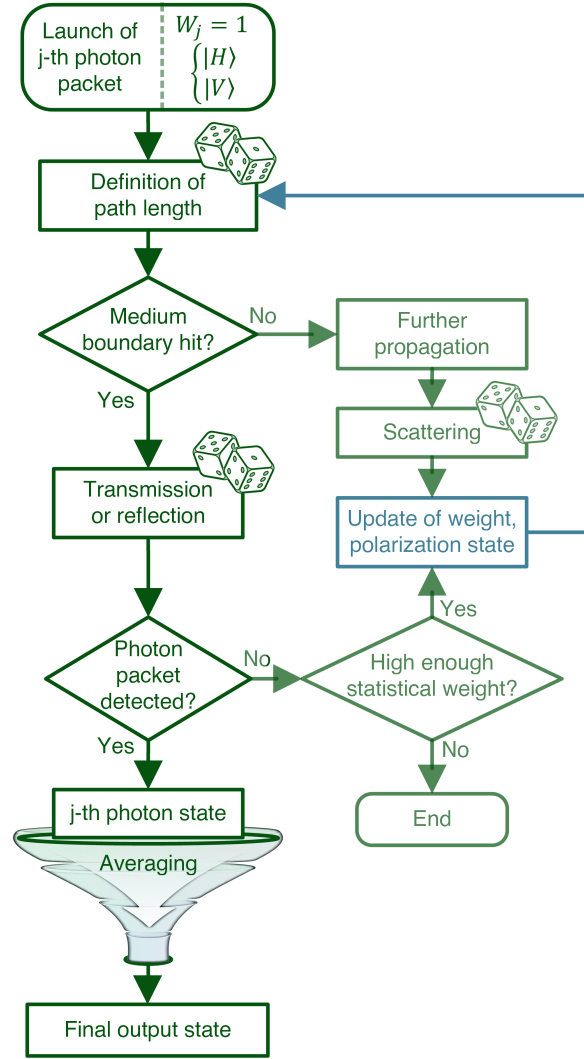 Launch of
j-th photon
packet
W_j = 1
{|H⟩
|V⟩
Definition of
path length
Medium
boundary hit?
No
Further
propagation
Yes
Scattering
Transmission
or reflection
Update of weight,
polarization state
Yes
Photon
packet
detected?
No
High enough
statistical weight?
Yes
No
j-th photon state
End
Averaging
Final output state